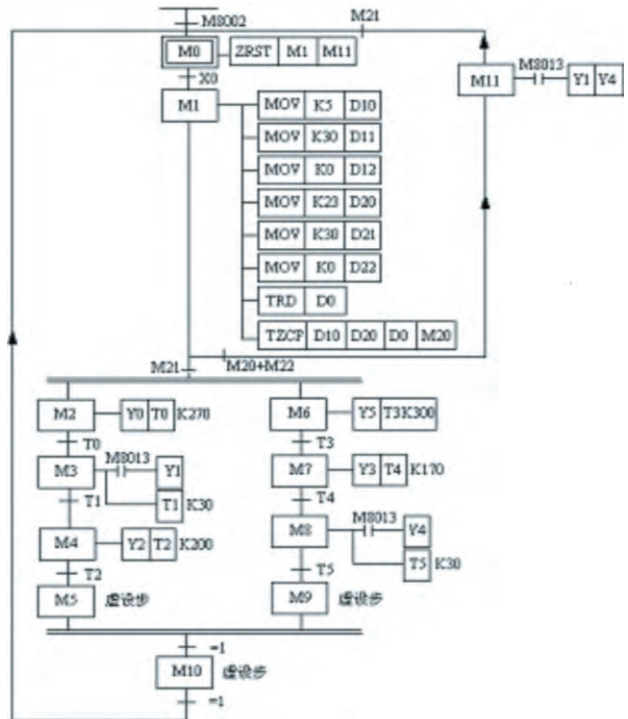 M8002
M21
M0 ZRST M1 M11
X0
M11 M8013 Y1 Y4
M1 MOV K5 D10
MOV K30 D11
MOV K0 D12
MOV K23 D20
MOV K30 D21
MOV K0 D22
TRD D0
TZCP D10 D20 D0 M20
M21 M20+M22
M2 Y0 T0 K270
T0
M3 M8013 Y1
T1 K30
T1
M4 Y2 T2 K200
T2
M5 虚设步
M6 Y5 T3 K300
T3
M7 Y3 T4 K170
T4
M8 M8013 Y4
T5 K30
T5
M9 虚设步
=1
M10 虚设步
=1